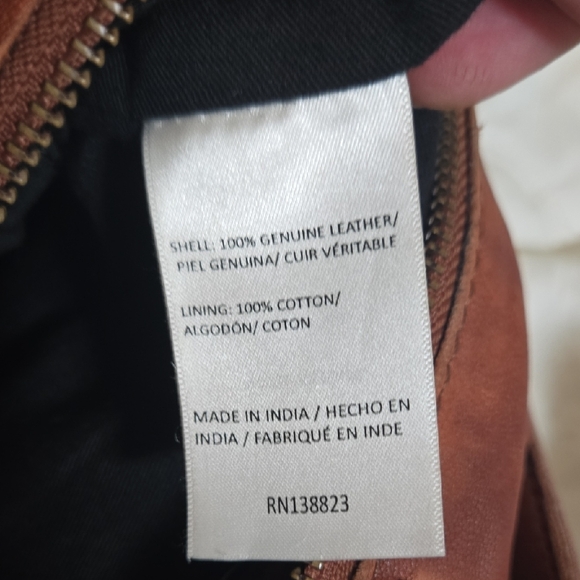 SHELL: 100% GENUINE LEATHER/
PIEL GENUINA/ CUIR VÉRITABLE
LINING: 100% COTTON/
ALGODÓN/ COTON
MADE IN INDIA / HECHO EN
INDIA / FABRIQUÉ EN INDE
RN138823